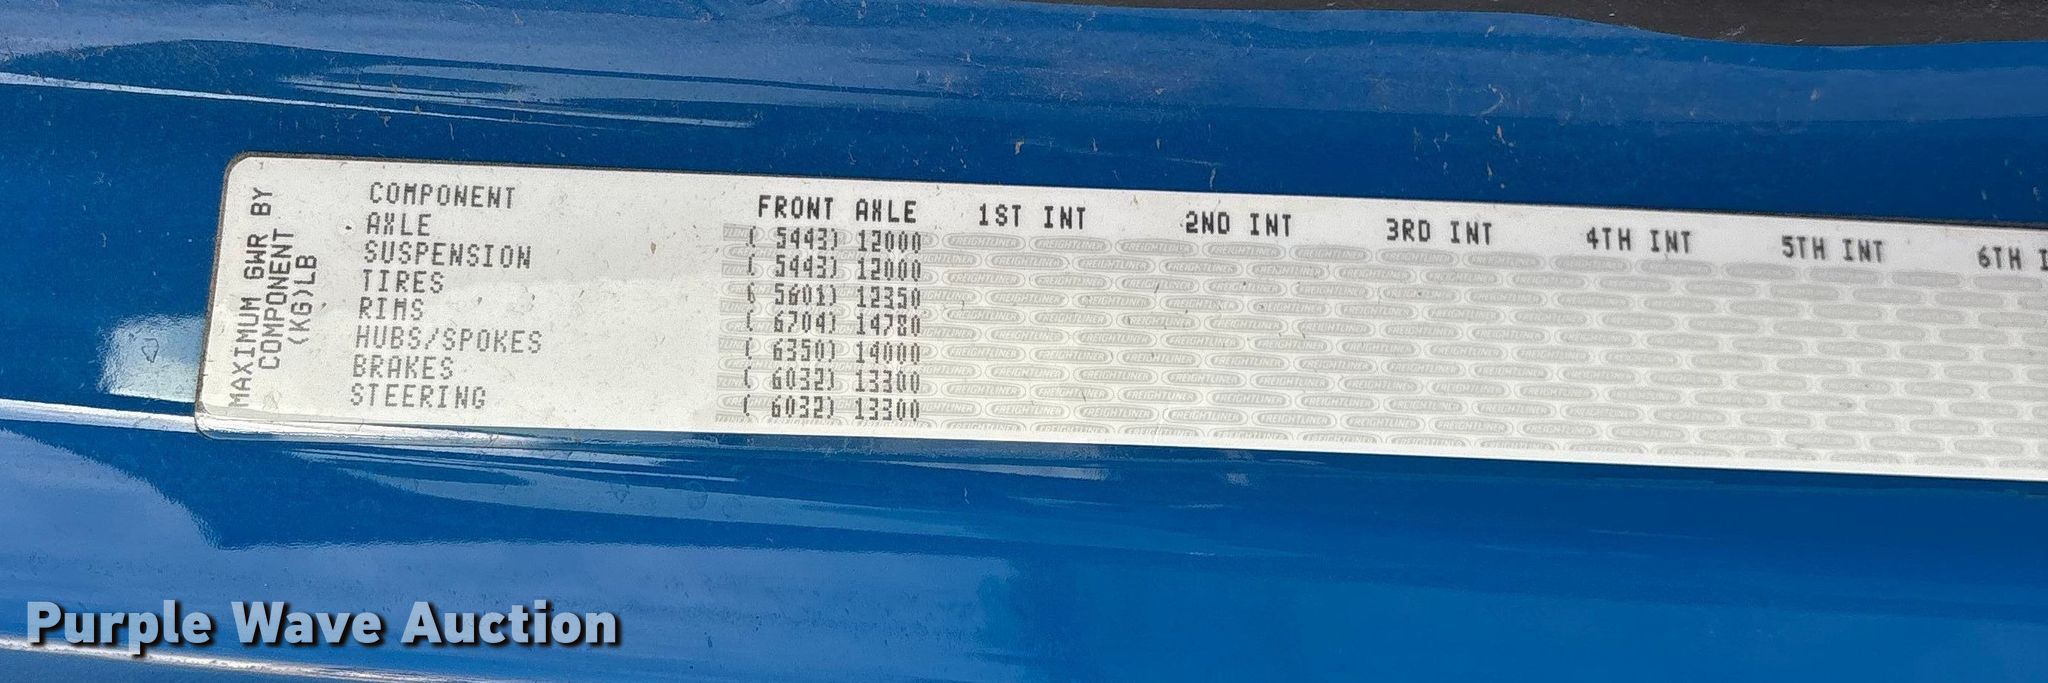 MAXIMUM GWR BY
COMPONENT
(KG)LB
COMPONENT FRONT AXLE 1ST INT 2ND INT 3RD INT 4TH INT 5TH INT 6TH
AXLE ( 5443) 12000
SUSPENSION ( 5443) 12000
TIRES ( 5601) 12350
RIMS ( 6704) 14780
HUBS/SPOKES ( 6350) 14000
BRAKES ( 6032) 13300
STEERING ( 6032) 13300
FREIGHTLINER
Purple Wave Auction